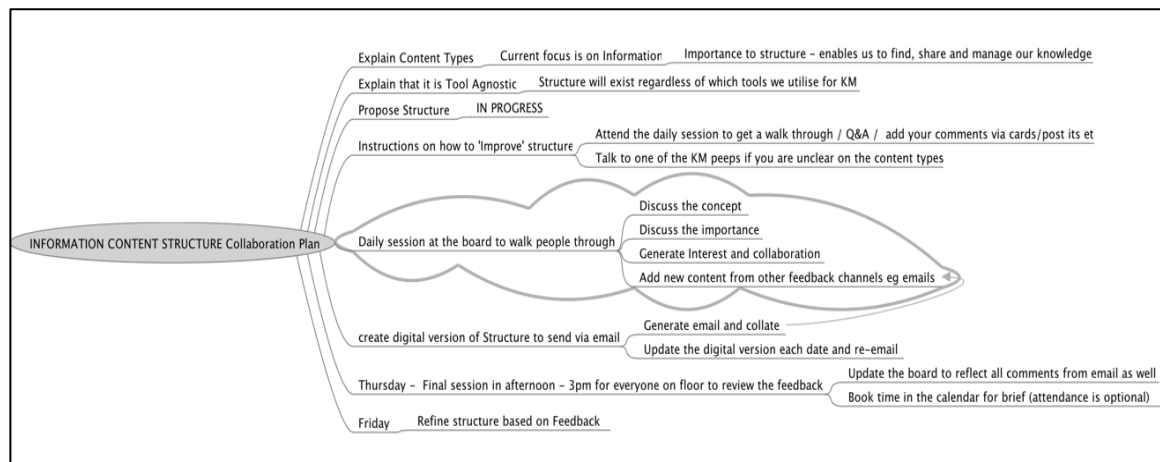 Explain Content Types
Current focus is on Information
Importance to structure – enables us to find, share and manage our knowledge
Explain that it is Tool Agnostic
Structure will exist regardless of which tools we utilise for KM
Propose Structure
IN PROGRESS
Instructions on how to 'Improve' structure
Attend the daily session to get a walk through / Q&A / add your comments via cards/post its et
Talk to one of the KM peeps if you are unclear on the content types
INFORMATION CONTENT STRUCTURE Collaboration Plan
Daily session at the board to walk people through
Discuss the concept
Discuss the importance
Generate Interest and collaboration
Add new content from other feedback channels eg emails
create digital version of Structure to send via email
Generate email and collate
Update the digital version each date and re-email
Thursday – Final session in afternoon – 3pm for everyone on floor to review the feedback
Update the board to reflect all comments from email as well
Book time in the calendar for brief (attendance is optional)
Friday
Refine structure based on Feedback